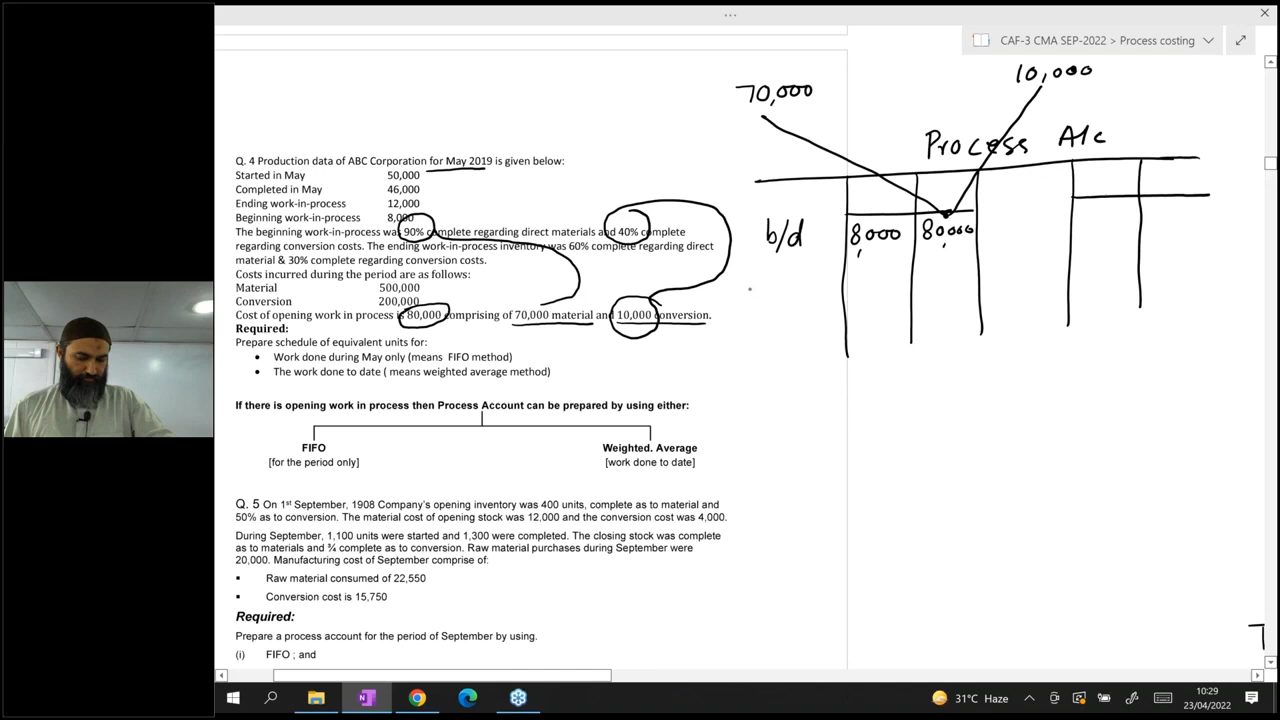 CAF-3 CMA SEP-2022 > Process costing
70,000
10,000
Process A/c
b/d 8,000 80,000
Q. 4 Production data of ABC Corporation for May 2019 is given below:
Started in May 50,000
Completed in May 46,000
Ending work-in-process 12,000
Beginning work-in-process 8,000
The beginning work-in-process was 90% complete regarding direct materials and 40% complete
regarding conversion costs. The ending work-in-process inventory was 60% complete regarding direct
material & 30% complete regarding conversion costs.
Costs incurred during the period are as follows:
Material 500,000
Conversion 200,000
Cost of opening work in process is 80,000 comprising of 70,000 material and 10,000 conversion.
Required:
Prepare schedule of equivalent units for:
• Work done during May only (means FIFO method)
• The work done to date ( means weighted average method)
If there is opening work in process then Process Account can be prepared by using either:
FIFO Weighted. Average
[for the period only] [work done to date]
Q. 5 On 1st September, 1908 Company's opening inventory was 400 units, complete as to material and
50% as to conversion. The material cost of opening stock was 12,000 and the conversion cost was 4,000.
During September, 1,100 units were started and 1,300 were completed. The closing stock was complete
as to materials and ¾ complete as to conversion. Raw material purchases during September were
20,000. Manufacturing cost of September comprise of:
▪ Raw material consumed of 22,550
▪ Conversion cost is 15,750
Required:
Prepare a process account for the period of September by using.
(i) FIFO ; and
31°C Haze
10:29
23/04/2022